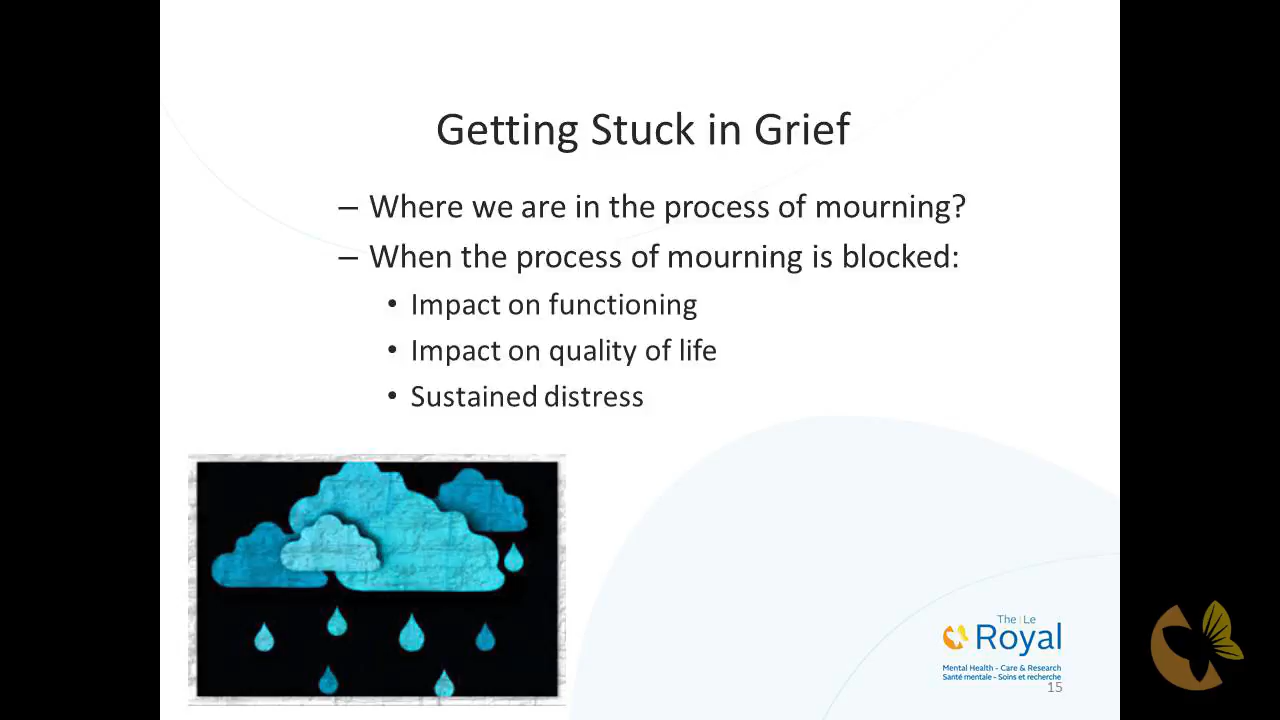 Getting Stuck in Grief
– Where we are in the process of mourning?
– When the process of mourning is blocked:
• Impact on functioning
• Impact on quality of life
• Sustained distress
The | Le
Royal
Mental Health - Care & Research
Santé mentale - Soins et recherche
15